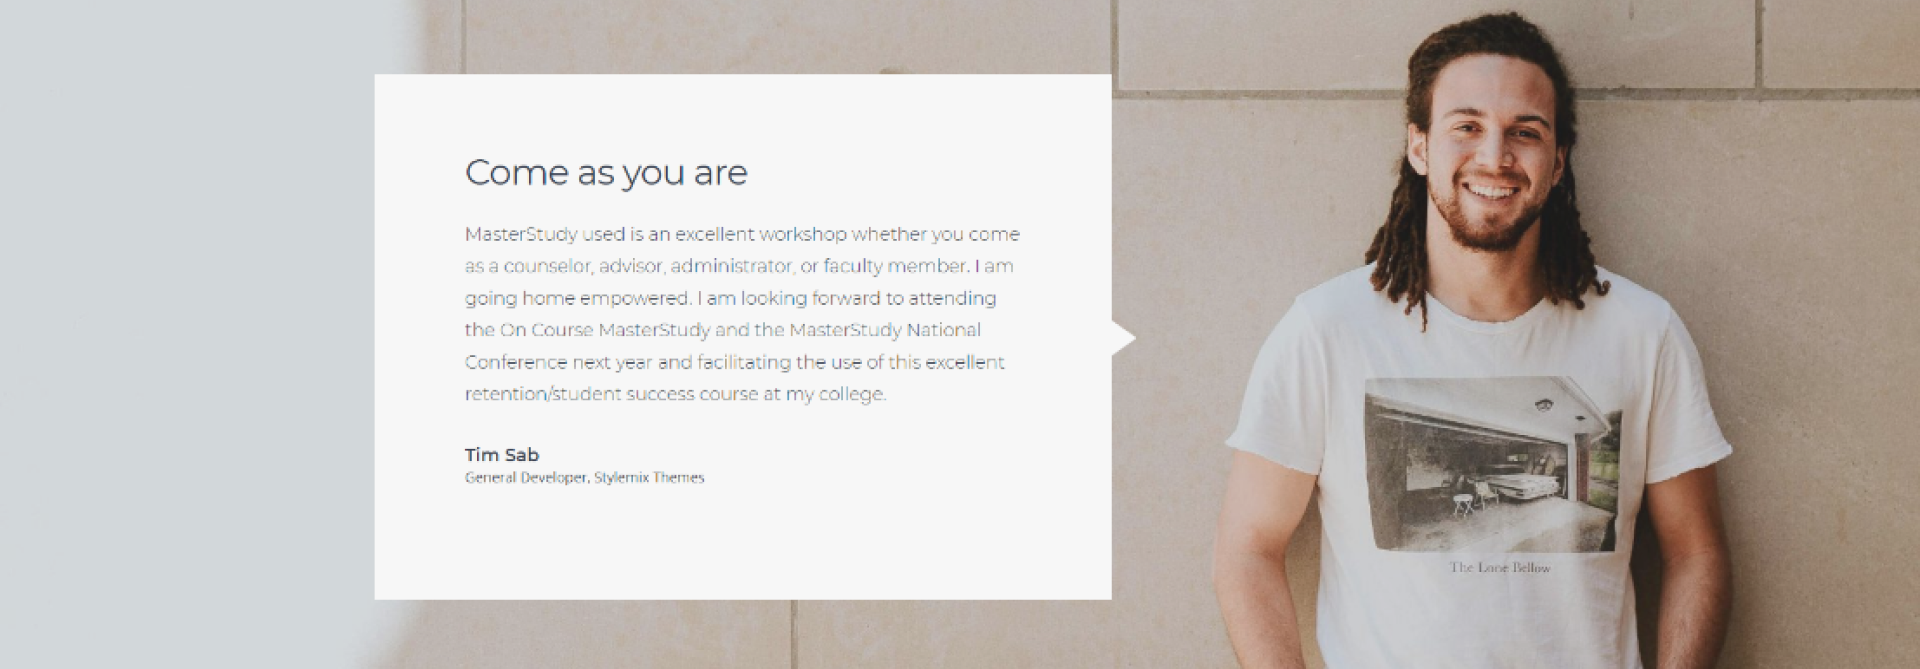 Come as you are
MasterStudy used is an excellent workshop whether you come
as a counselor, advisor, administrator, or faculty member. I am
going home empowered. I am looking forward to attending
the On Course MasterStudy and the MasterStudy National
Conference next year and facilitating the use of this excellent
retention/student success course at my college.
Tim Sab
General Developer, Stylemix Themes
The Lone Bellow